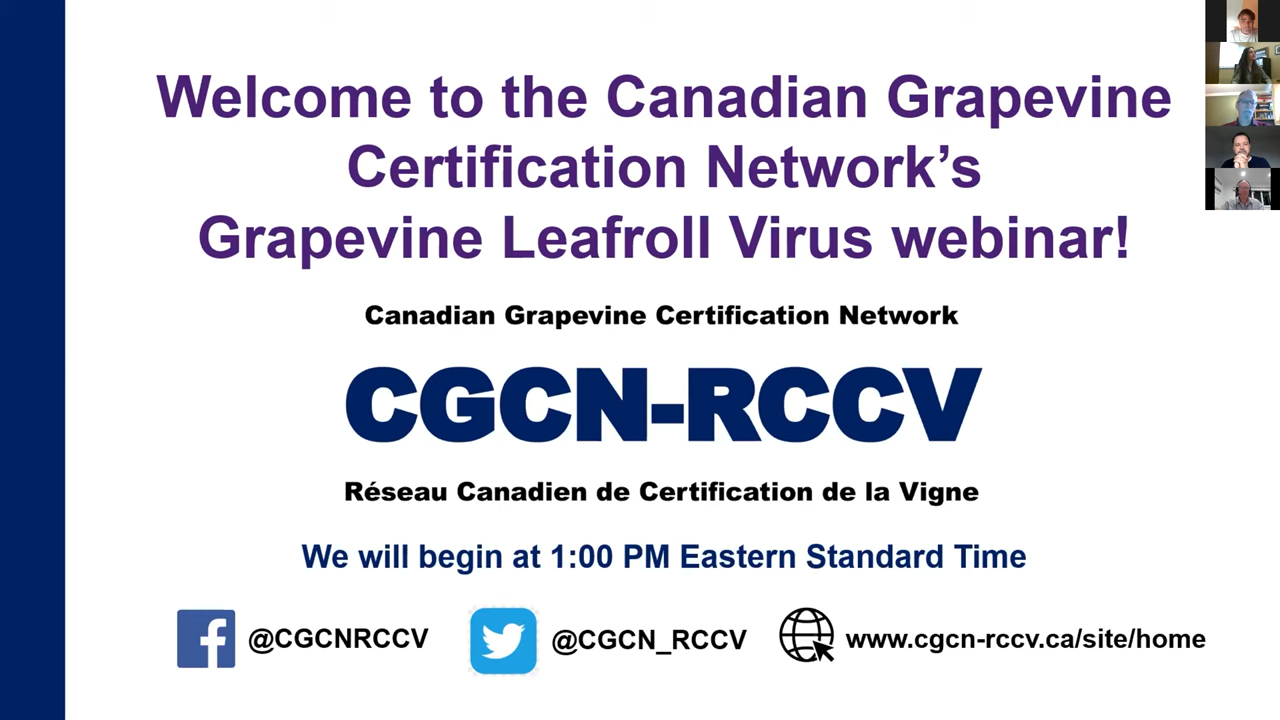 Welcome to the Canadian Grapevine
Certification Network’s
Grapevine Leafroll Virus webinar!
Canadian Grapevine Certification Network
CGCN-RCCV
Réseau Canadien de Certification de la Vigne
We will begin at 1:00 PM Eastern Standard Time
@CGCNRCCV @CGCN_RCCV www.cgcn-rccv.ca/site/home